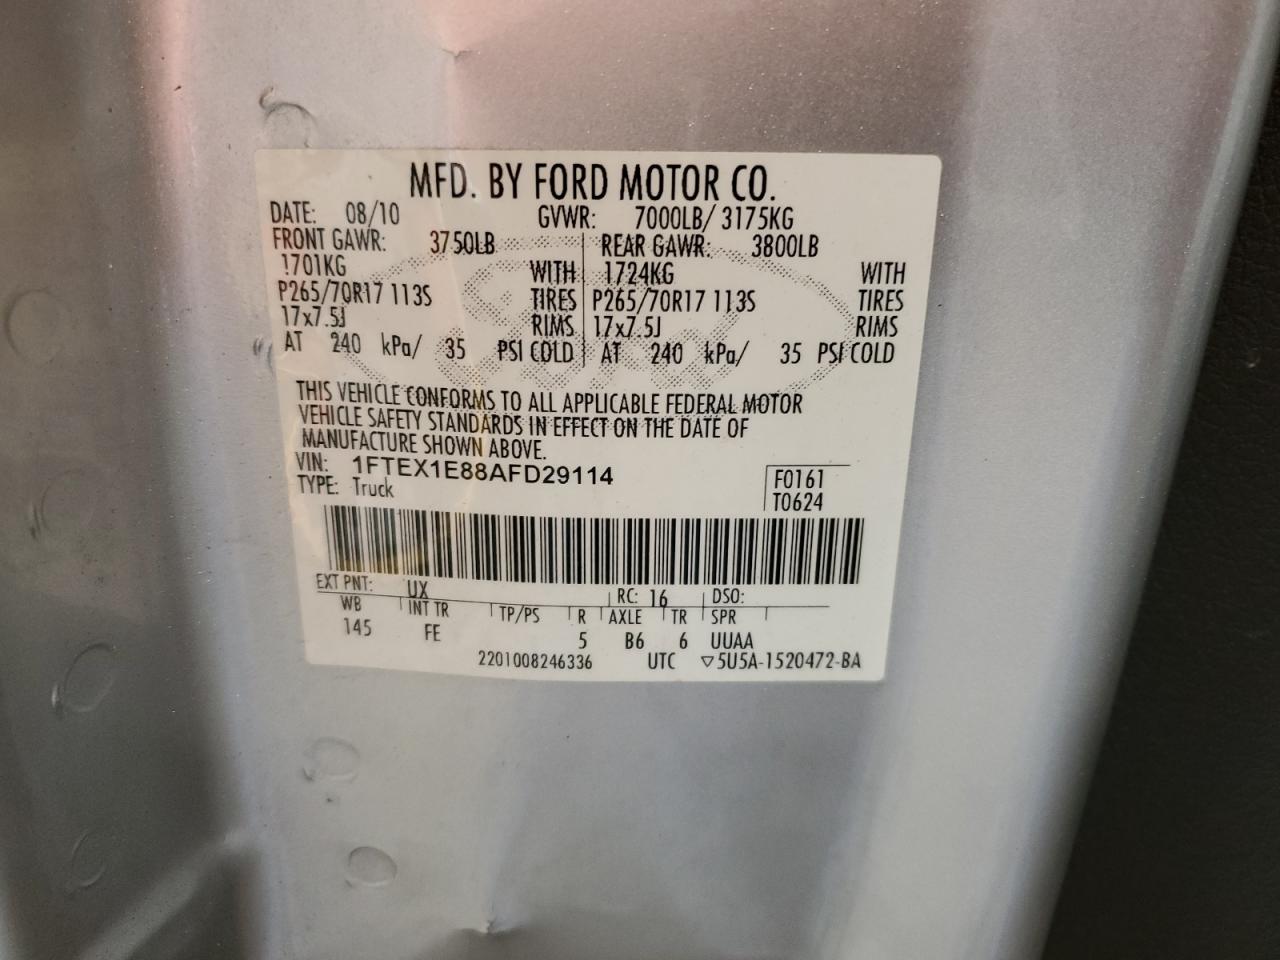 MFD. BY FORD MOTOR CO.
DATE: 08/10 GVWR: 7000LB/ 3175KG
FRONT GAWR: 3750LB REAR GAWR: 3800LB
1701KG WITH 1724KG WITH
P265/70R17 113S TIRES P265/70R17 113S TIRES
17x7.5J RIMS 17x7.5J RIMS
AT 240 kPa/ 35 PSI COLD AT 240 kPa/ 35 PSI COLD
THIS VEHICLE CONFORMS TO ALL APPLICABLE FEDERAL MOTOR
VEHICLE SAFETY STANDARDS IN EFFECT ON THE DATE OF
MANUFACTURE SHOWN ABOVE.
VIN: 1FTEX1E88AFD29114 F0161
TYPE: Truck T0624
EXT PNT: UX RC: 16 DSO:
WB INT TR TP/PS R AXLE TR SPR
145 FE 5 B6 6 UUAA
2201008246336 UTC ▽5U5A-1520472-BA